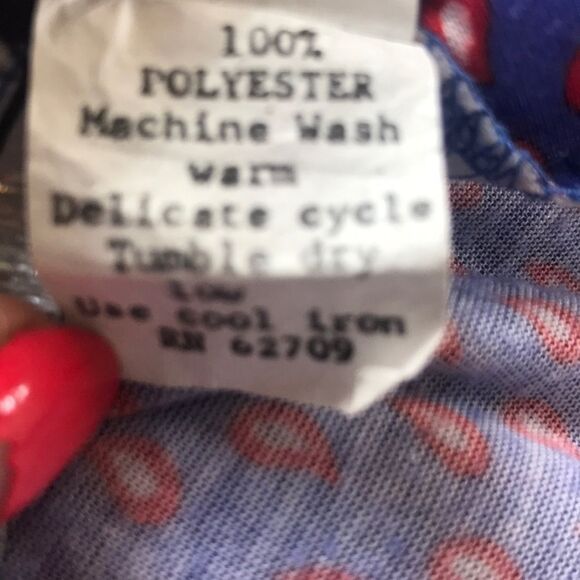 100%
POLYESTER
Machine Wash
warm
Delicate cycle
Tumble dry
low
Use cool iron
RN 62709